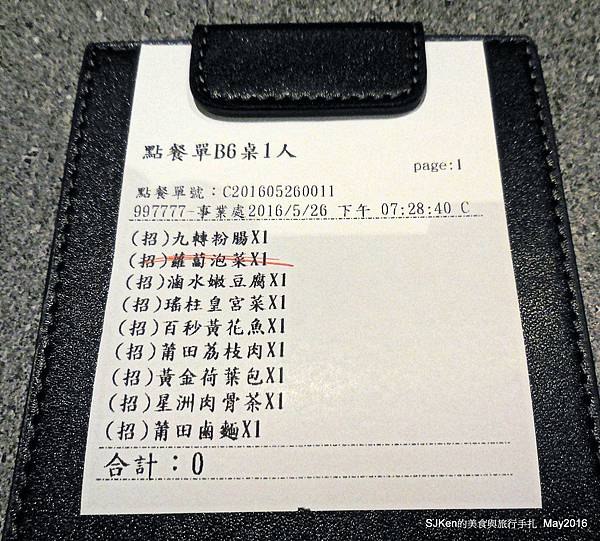 點餐單B6桌1人
page:1
點餐單號：C201605260011
997777-事業處2016/5/26 下午 07:28:40 C
(招)九轉粉腸X1
(招)蘿蔔泡菜X1
(招)滷水嫩豆腐X1
(招)瑤柱皇宮菜X1
(招)百秒黃花魚X1
(招)莆田荔枝肉X1
(招)黃金荷葉包X1
(招)星洲肉骨茶X1
(招)莆田鹵麵X1
合計：0
SJKen的美食與旅行手扎 May2016